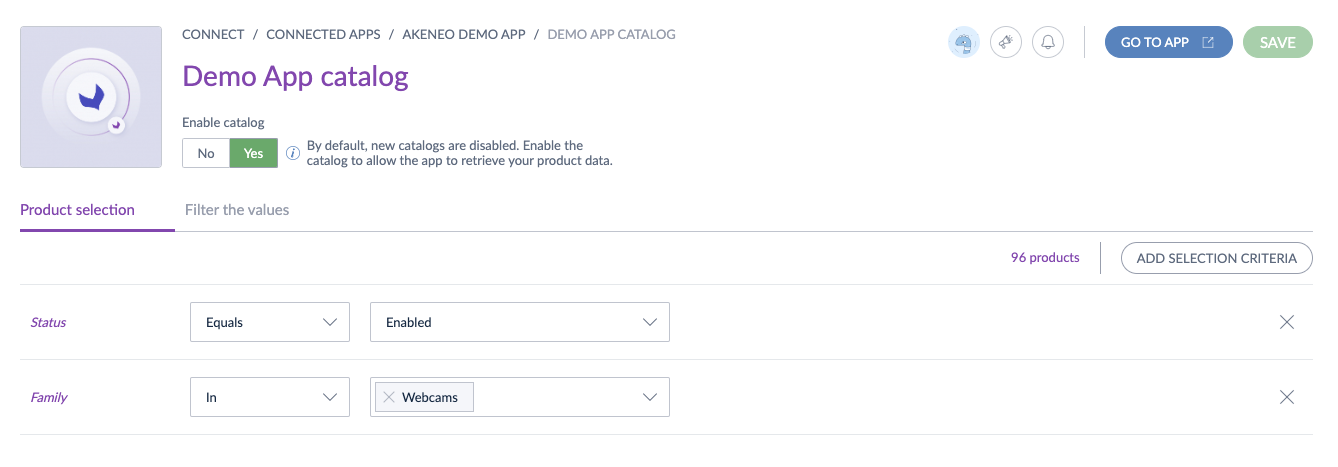 CONNECT / CONNECTED APPS / AKENEO DEMO APP / DEMO APP CATALOG
GO TO APP
SAVE
Demo App catalog
Enable catalog
No Yes
By default, new catalogs are disabled. Enable the
catalog to allow the app to retrieve your product data.
Product selection Filter the values
96 products ADD SELECTION CRITERIA
Status Equals Enabled
Family In Webcams